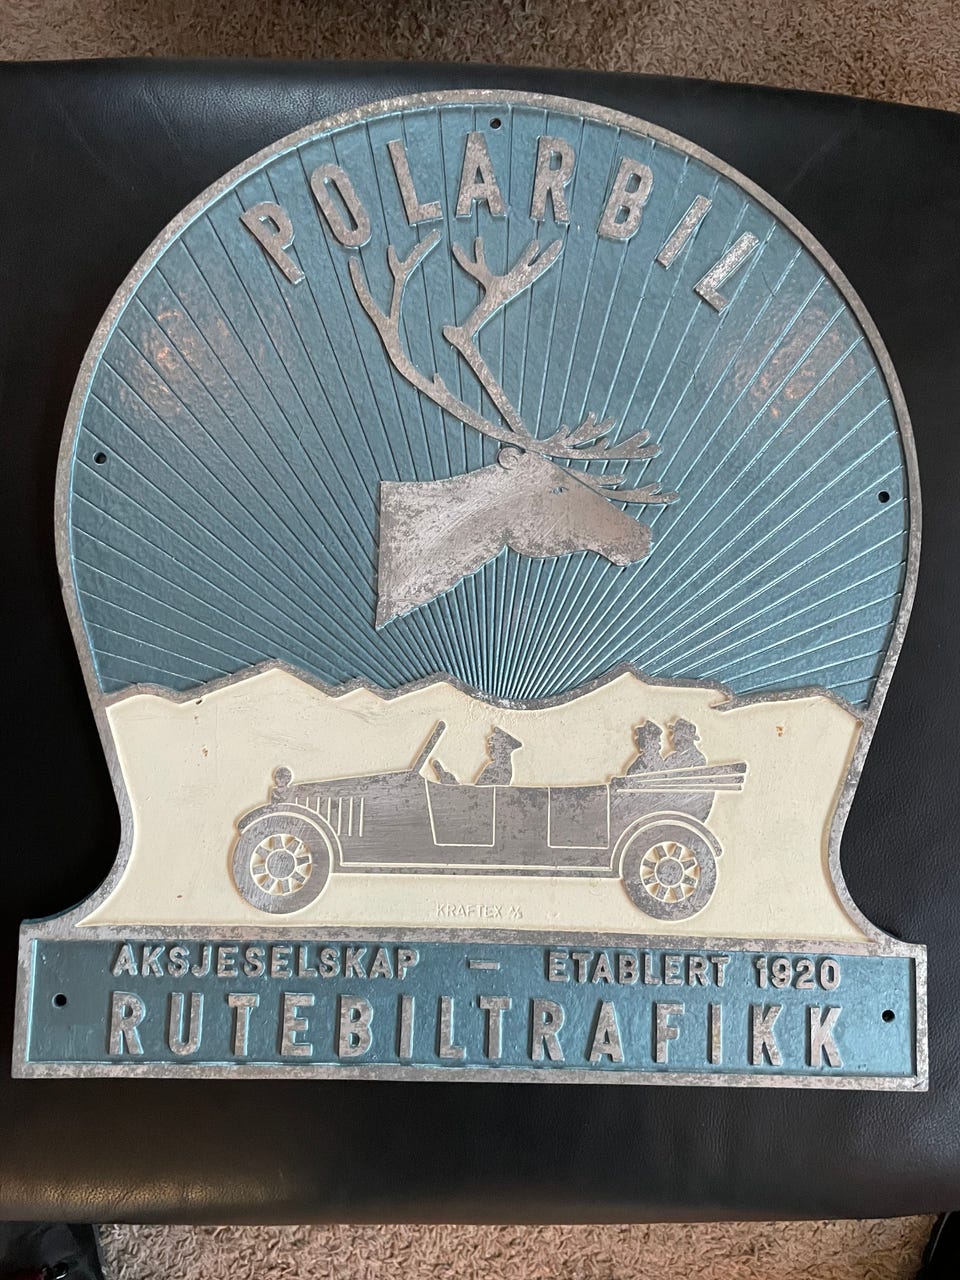 POLARBIL
KRAFTEX A/S
AKSJESELSKAP — ETABLERT 1920
RUTEBILTRAFIKK